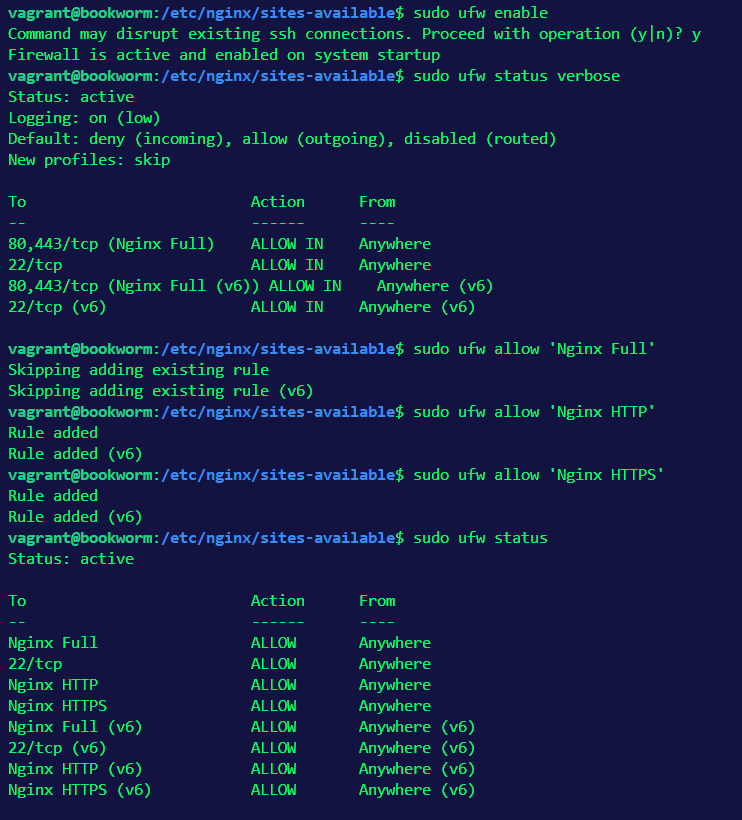 vagrant@bookworm:/etc/nginx/sites-available$ sudo ufw enable
Command may disrupt existing ssh connections. Proceed with operation (y|n)? y
Firewall is active and enabled on system startup
vagrant@bookworm:/etc/nginx/sites-available$ sudo ufw status verbose
Status: active
Logging: on (low)
Default: deny (incoming), allow (outgoing), disabled (routed)
New profiles: skip

To                         Action      From
--                         ------      ----
80,443/tcp (Nginx Full)    ALLOW IN    Anywhere
22/tcp                     ALLOW IN    Anywhere
80,443/tcp (Nginx Full (v6)) ALLOW IN    Anywhere (v6)
22/tcp (v6)                ALLOW IN    Anywhere (v6)

vagrant@bookworm:/etc/nginx/sites-available$ sudo ufw allow 'Nginx Full'
Skipping adding existing rule
Skipping adding existing rule (v6)
vagrant@bookworm:/etc/nginx/sites-available$ sudo ufw allow 'Nginx HTTP'
Rule added
Rule added (v6)
vagrant@bookworm:/etc/nginx/sites-available$ sudo ufw allow 'Nginx HTTPS'
Rule added
Rule added (v6)
vagrant@bookworm:/etc/nginx/sites-available$ sudo ufw status
Status: active

To                         Action      From
--                         ------      ----
Nginx Full                 ALLOW       Anywhere
22/tcp                     ALLOW       Anywhere
Nginx HTTP                 ALLOW       Anywhere
Nginx HTTPS                ALLOW       Anywhere
Nginx Full (v6)            ALLOW       Anywhere (v6)
22/tcp (v6)                ALLOW       Anywhere (v6)
Nginx HTTP (v6)            ALLOW       Anywhere (v6)
Nginx HTTPS (v6)           ALLOW       Anywhere (v6)